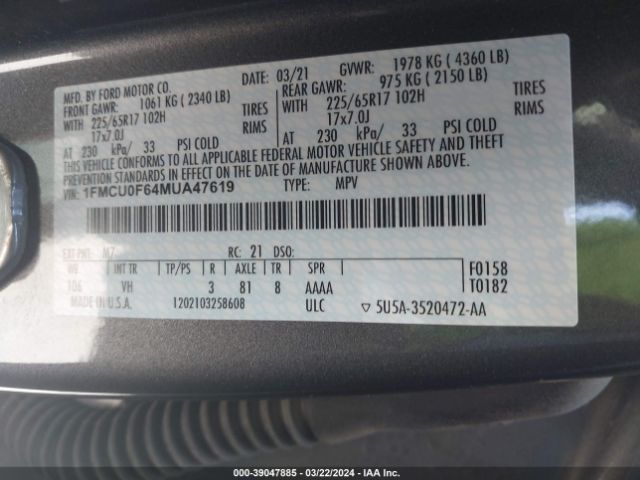 MFD. BY FORD MOTOR CO. DATE: 03/21 GVWR: 1978 KG ( 4360 LB)
FRONT GAWR: 1061 KG ( 2340 LB) REAR GAWR: 975 KG ( 2150 LB)
WITH 225/65R17 102H TIRES WITH 225/65R17 102H TIRES
17x7.0J RIMS 17x7.0J RIMS
AT 230 kPa/ 33 PSI COLD AT 230 kPa/ 33 PSI COLD
THIS VEHICLE CONFORMS TO ALL APPLICABLE FEDERAL MOTOR VEHICLE SAFETY AND THEFT
PREVENTION STANDARDS IN EFFECT ON THE DATE OF MANUFACTURE SHOWN ABOVE.
VIN: 1FMCU0F64MUA47619 TYPE: MPV
EXT PNT: M7 RC: 21 DSO:
WB INT TR TP/PS R AXLE TR SPR F0158
106 VH 3 81 8 AAAA T0182
MADE IN U.S.A. 1202103258608 ULC ▽ 5U5A-3520472-AA
000-39047885 - 03/22/2024 - IAA Inc.